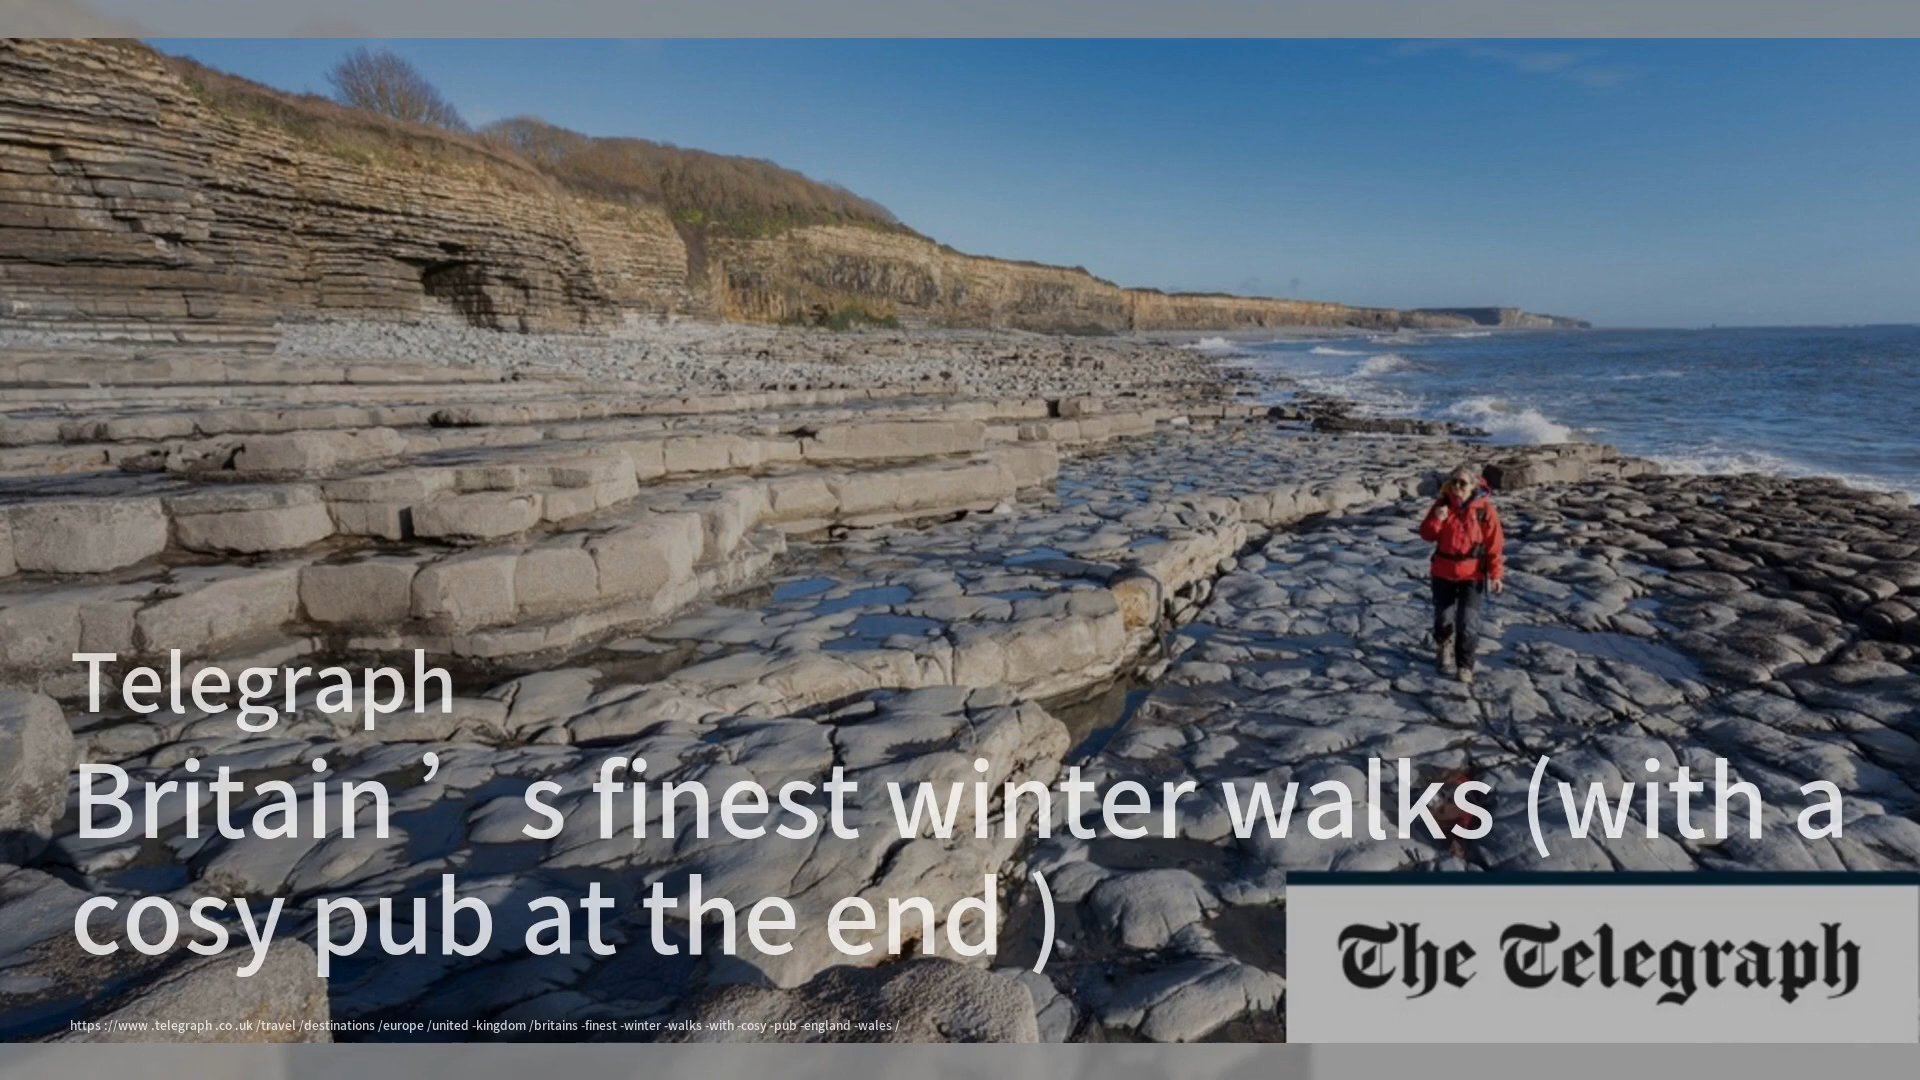 Telegraph
Britain’s finest winter walks (with a
cosy pub at the end )
The Telegraph
https ://www .telegraph .co .uk /travel /destinations /europe /united -kingdom /britains -finest -winter -walks -with -cosy -pub -england -wales /